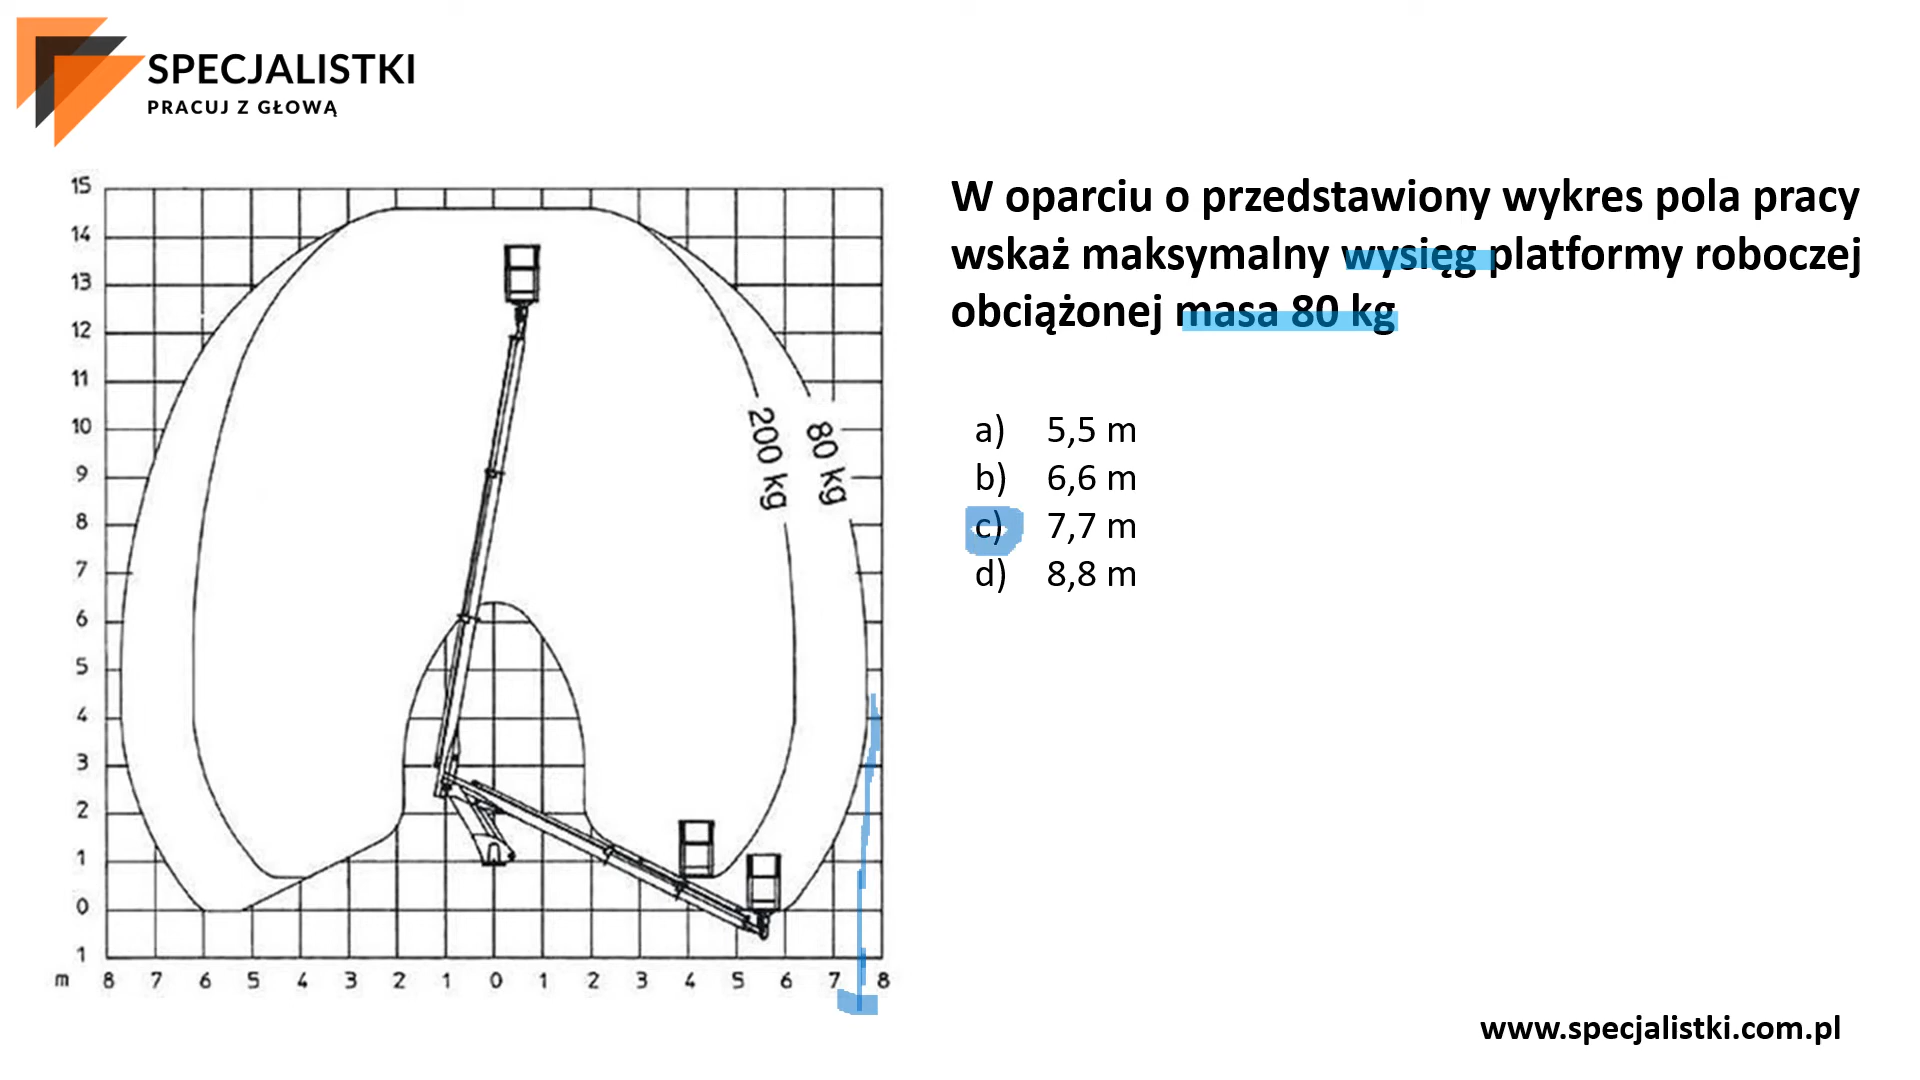 SPECJALISTKI
PRACUJ Z GŁOWĄ
W oparciu o przedstawiony wykres pola pracy
wskaż maksymalny wysięg platformy roboczej
obciążonej masa 80 kg
a) 5,5 m
b) 6,6 m
c) 7,7 m
d) 8,8 m
15
14
13
12
11
10
9
8
7
6
5
4
3
2
1
0
1
200 kg
80 kg
m 8 7 6 5 4 3 2 1 0 1 2 3 4 5 6 7 8
www.specjalistki.com.pl